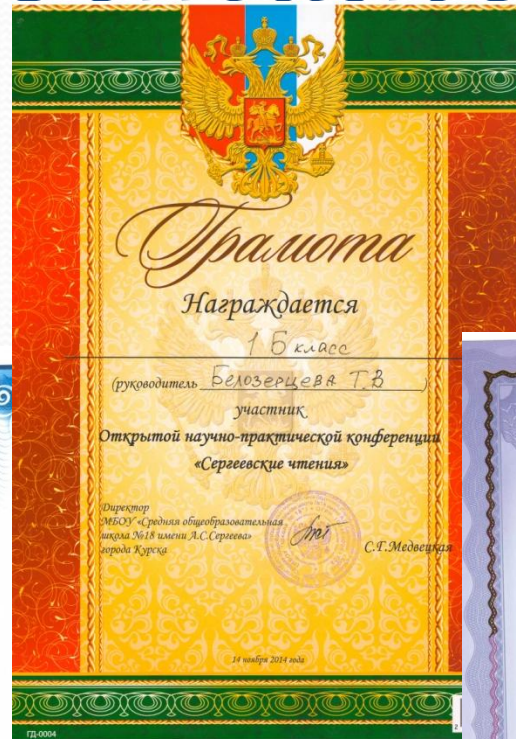 Грамота
Награждается
1 Б класс
(руководитель Белозерцева Т.В)
участник
Открытой научно-практической конференции
«Сергеевские чтения»
Директор
МБОУ «Средняя общеобразовательная
школа №18 имени А.С.Сергеева»
города Курска
С.Г.Медвецкая
14 ноября 2014 года
ГД-0004